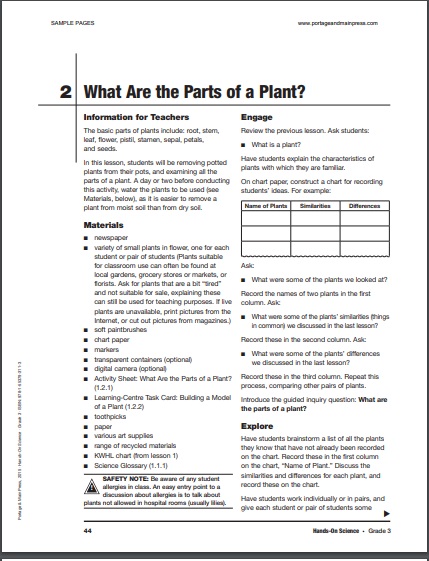 SAMPLE PAGES
www.portageandmainpress.com
2 What Are the Parts of a Plant?
Information for Teachers
The basic parts of plants include: root, stem,
leaf, flower, pistil, stamen, sepal, petals,
and seeds.
In this lesson, students will be removing potted
plants from their pots, and examining all the
parts of a plant. A day or two before conducting
this activity, water the plants to be used (see
Materials, below), as it is easier to remove a
plant from moist soil than from dry soil.
Materials
■ newspaper
■ variety of small plants in flower, one for each
student or pair of students (Plants suitable
for classroom use can often be found at
local gardens, grocery stores or markets, or
florists. Ask for plants that are a bit “tired”
and not suitable for sale, explaining these
can still be used for teaching purposes. If live
plants are unavailable, print pictures from the
Internet, or cut out pictures from magazines.)
■ soft paintbrushes
■ chart paper
■ markers
■ transparent containers (optional)
■ digital camera (optional)
■ Activity Sheet: What Are the Parts of a Plant?
(1.2.1)
■ Learning-Centre Task Card: Building a Model
of a Plant (1.2.2)
■ toothpicks
■ paper
■ various art supplies
■ range of recycled materials
■ KWHL chart (from lesson 1)
■ Science Glossary (1.1.1)
SAFETY NOTE: Be aware of any student
allergies in class. An easy entry point to a
discussion about allergies is to talk about
plants not allowed in hospital rooms (usually lilies).
Engage
Review the previous lesson. Ask students:
■ What is a plant?
Have students explain the characteristics of
plants with which they are familiar.
On chart paper, construct a chart for recording
students’ ideas. For example:
Name of Plants Similarities Differences
Ask:
■ What were some of the plants we looked at?
Record the names of two plants in the first
column. Ask:
■ What were some of the plants’ similarities (things
in common) we discussed in the last lesson?
Record these in the second column. Ask:
■ What were some of the plants’ differences
we discussed in the last lesson?
Record these in the third column. Repeat this
process, comparing other pairs of plants.
Introduce the guided inquiry question: What are
the parts of a plant?
Explore
Have students brainstorm a list of all the plants
they know that have not already been recorded
on the chart. Record these in the first column
on the chart, “Name of Plant.” Discuss the
similarities and differences for each plant, and
record these on the chart.
Have students work individually or in pairs, and
give each student or pair of students some
44
Hands-On Science • Grade 3